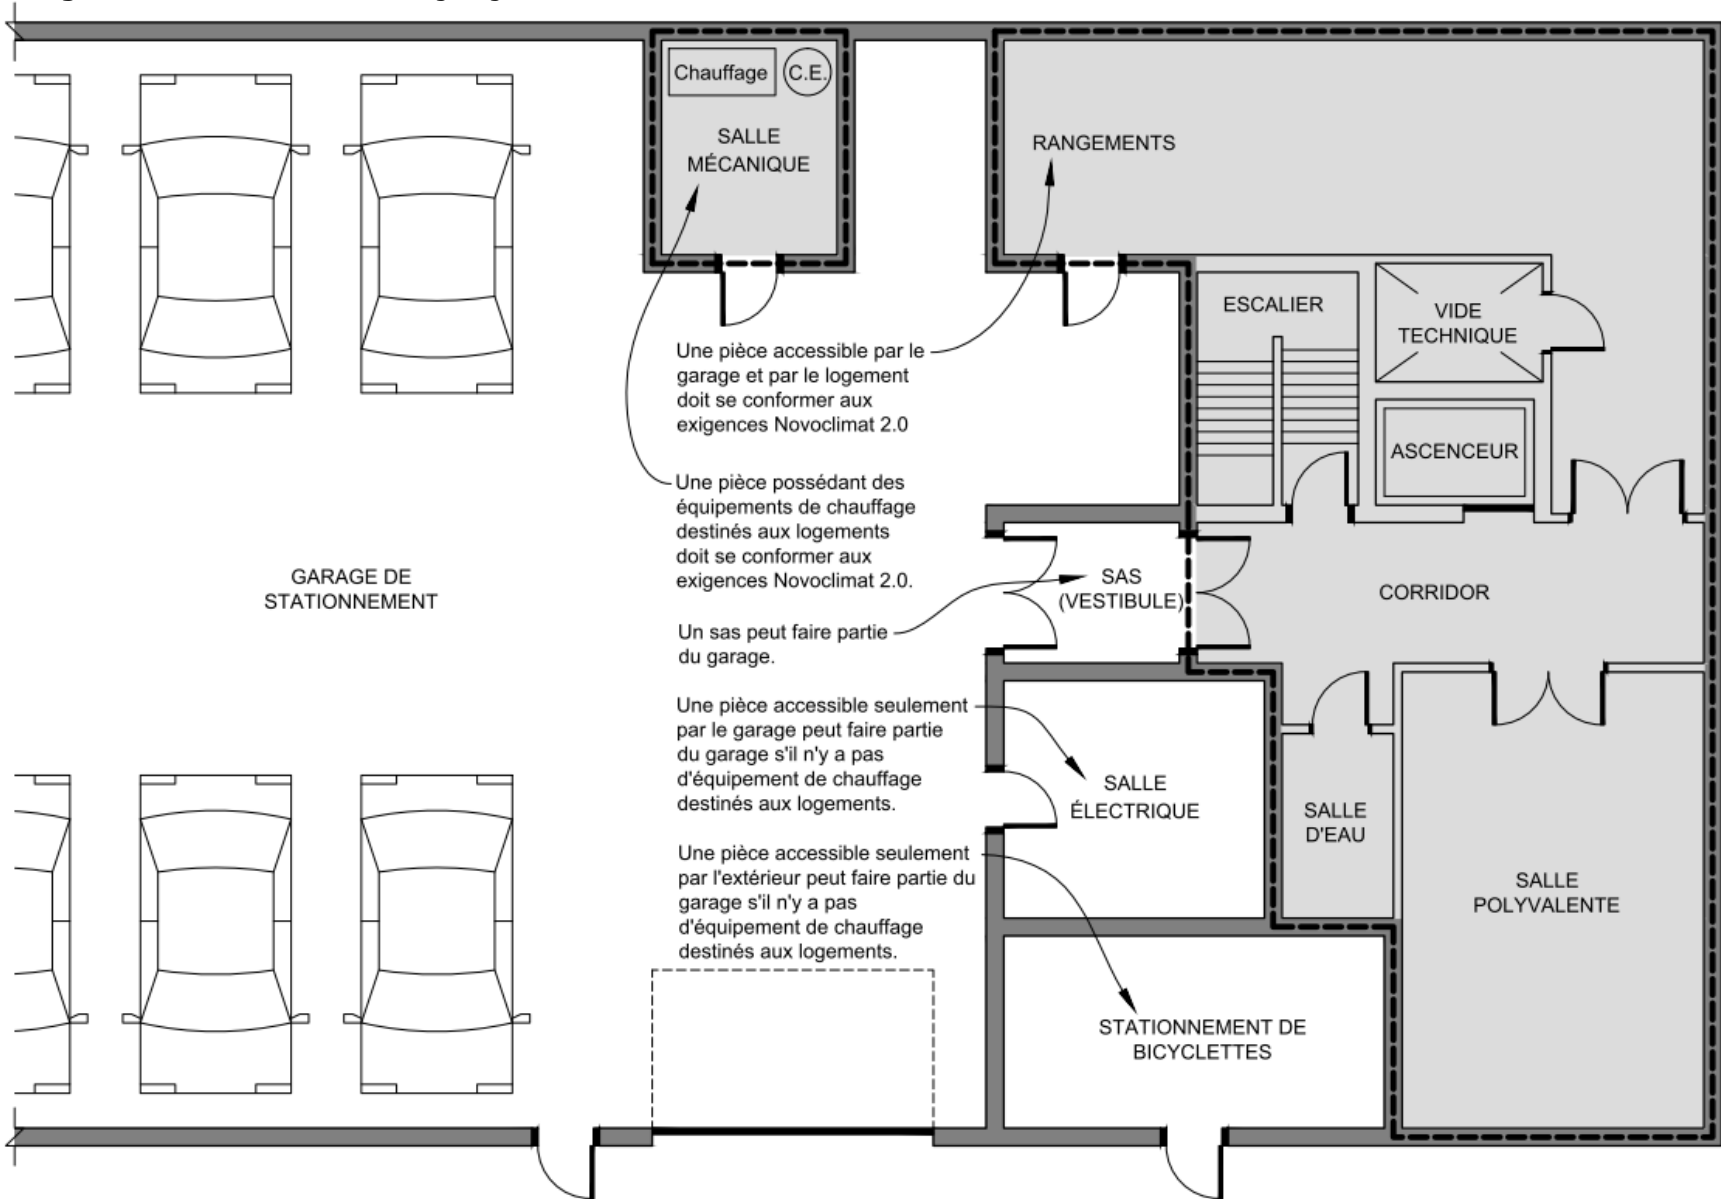 Chauffage
C.E.
SALLE
MÉCANIQUE
RANGEMENTS
ESCALIER
VIDE
TECHNIQUE
ASCENCEUR
Une pièce accessible par le
garage et par le logement
doit se conformer aux
exigences Novoclimat 2.0
Une pièce possédant des
équipements de chauffage
destinés aux logements
doit se conformer aux
exigences Novoclimat 2.0.
GARAGE DE
STATIONNEMENT
SAS
(VESTIBULE)
CORRIDOR
Un sas peut faire partie
du garage.
Une pièce accessible seulement
par le garage peut faire partie
du garage s'il n'y a pas
d'équipement de chauffage
destinés aux logements.
SALLE
ÉLECTRIQUE
SALLE
D'EAU
Une pièce accessible seulement
par l'extérieur peut faire partie du
garage s'il n'y a pas
d'équipement de chauffage
destinés aux logements.
SALLE
POLYVALENTE
STATIONNEMENT DE
BICYCLETTES